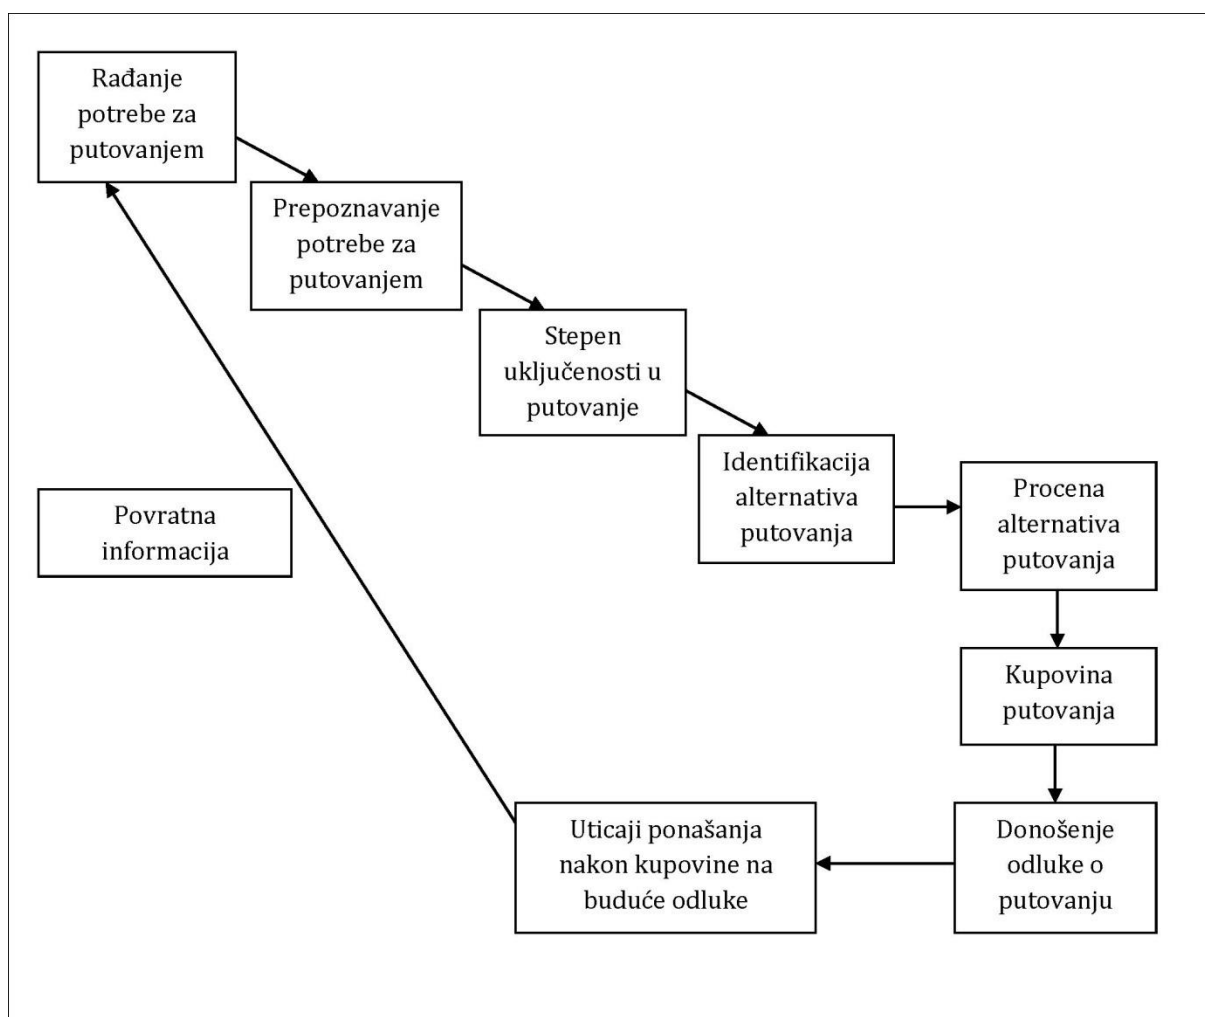 Rađanje
potrebe za
putovanjem
Prepoznavanje
potrebe za
putovanjem
Stepen
uključenosti u
putovanje
Identifikacija
alternativa
putovanja
Procena
alternativa
putovanja
Povratna
informacija
Kupovina
putovanja
Uticaji ponašanja
nakon kupovine na
buduće odluke
Donošenje
odluke o
putovanju